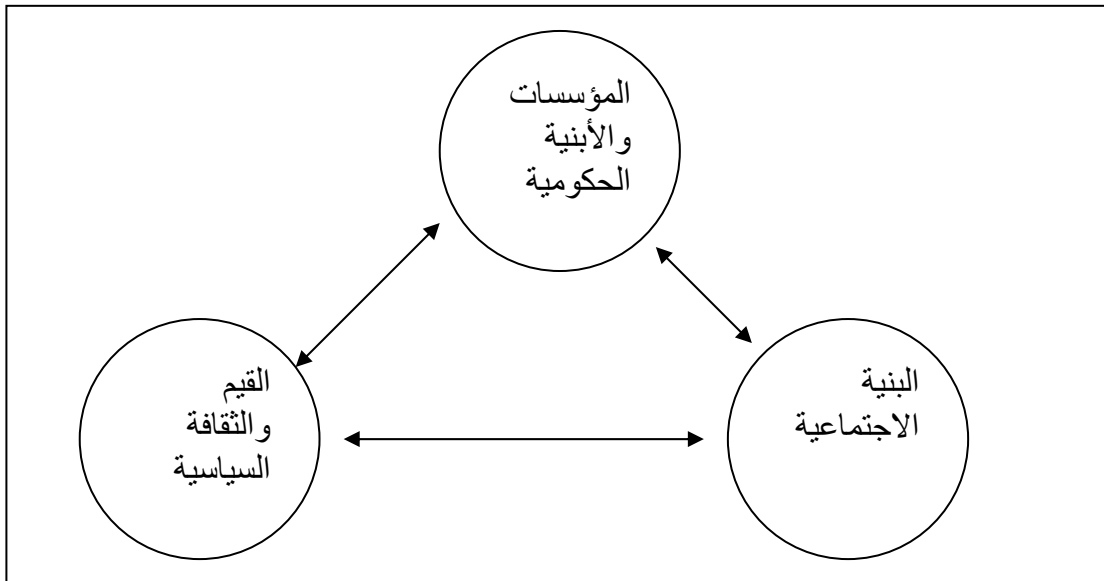 المؤسسات
والأبنية
الحكومية
البنية
الاجتماعية
القيم
والثقافة
السياسية